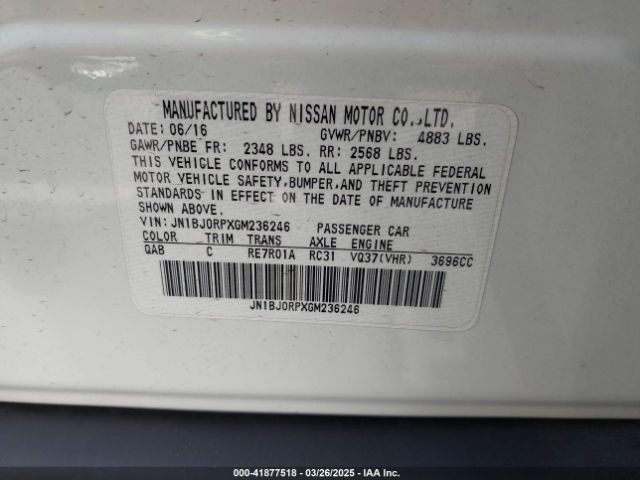 MANUFACTURED BY NISSAN MOTOR CO.,LTD.
DATE: 06/16 GVWR/PNBV: 4883 LBS.
GAWR/PNBE FR: 2348 LBS. RR: 2568 LBS.
THIS VEHICLE CONFORMS TO ALL APPLICABLE FEDERAL
MOTOR VEHICLE SAFETY,BUMPER,AND THEFT PREVENTION
STANDARDS IN EFFECT ON THE DATE OF MANUFACTURE
SHOWN ABOVE.
VIN: JN1BJ0RPXGM236246 PASSENGER CAR
COLOR TRIM TRANS AXLE ENGINE
QAB C RE7R01A RC31 VQ37(VHR) 3696CC
JN1BJ0RPXGM236246
000-41877518 - 03/26/2025 - IAA Inc.